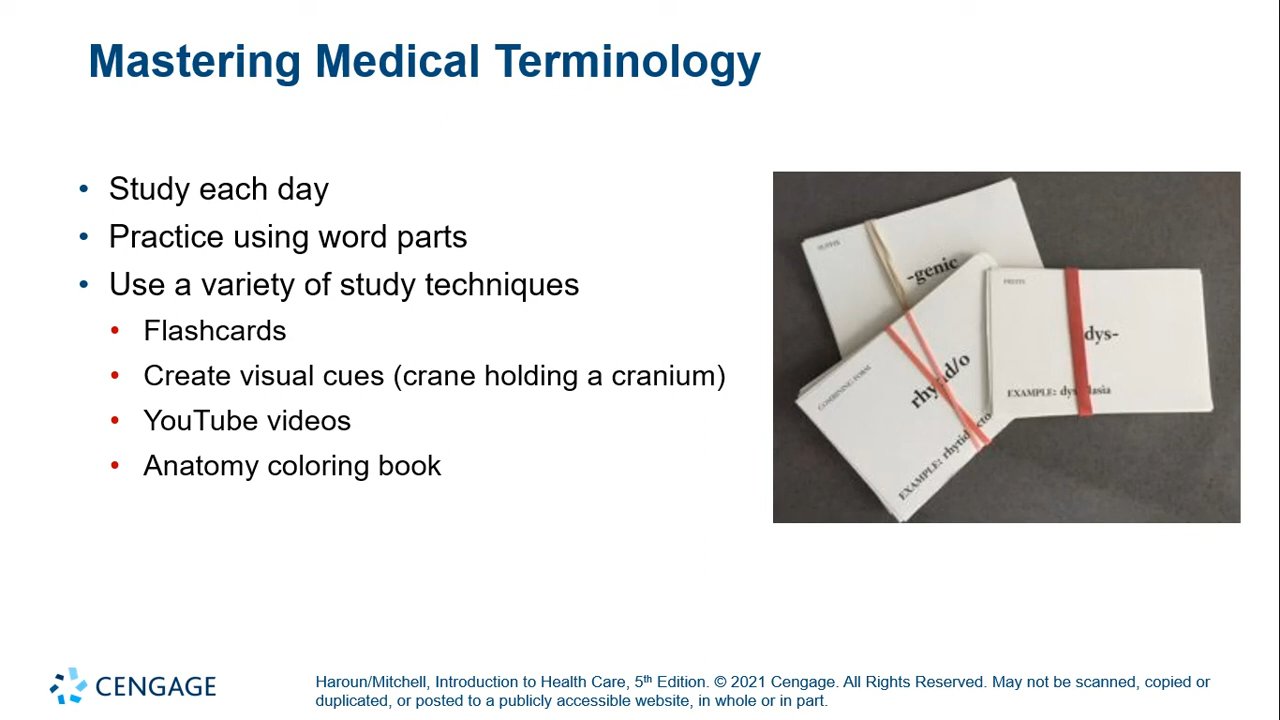 Mastering Medical Terminology
• Study each day
• Practice using word parts
• Use a variety of study techniques
• Flashcards
• Create visual cues (crane holding a cranium)
• YouTube videos
• Anatomy coloring book
SUFFIX
-genic
COMBINING FORM
rhytid/o
EXAMPLE:
PREFIX
dys-
EXAMPLE:
CENGAGE
Haroun/Mitchell, Introduction to Health Care, 5th Edition. © 2021 Cengage. All Rights Reserved. May not be scanned, copied or
duplicated, or posted to a publicly accessible website, in whole or in part.